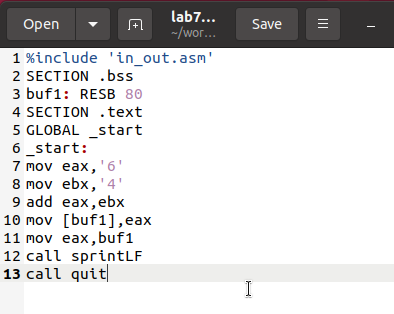 Open
lab7...
~/wor...
Save
1 %include 'in_out.asm'
2 SECTION .bss
3 buf1: RESB 80
4 SECTION .text
5 GLOBAL _start
6 _start:
7 mov eax,'6'
8 mov ebx,'4'
9 add eax,ebx
10 mov [buf1],eax
11 mov eax,buf1
12 call sprintLF
13 call quit